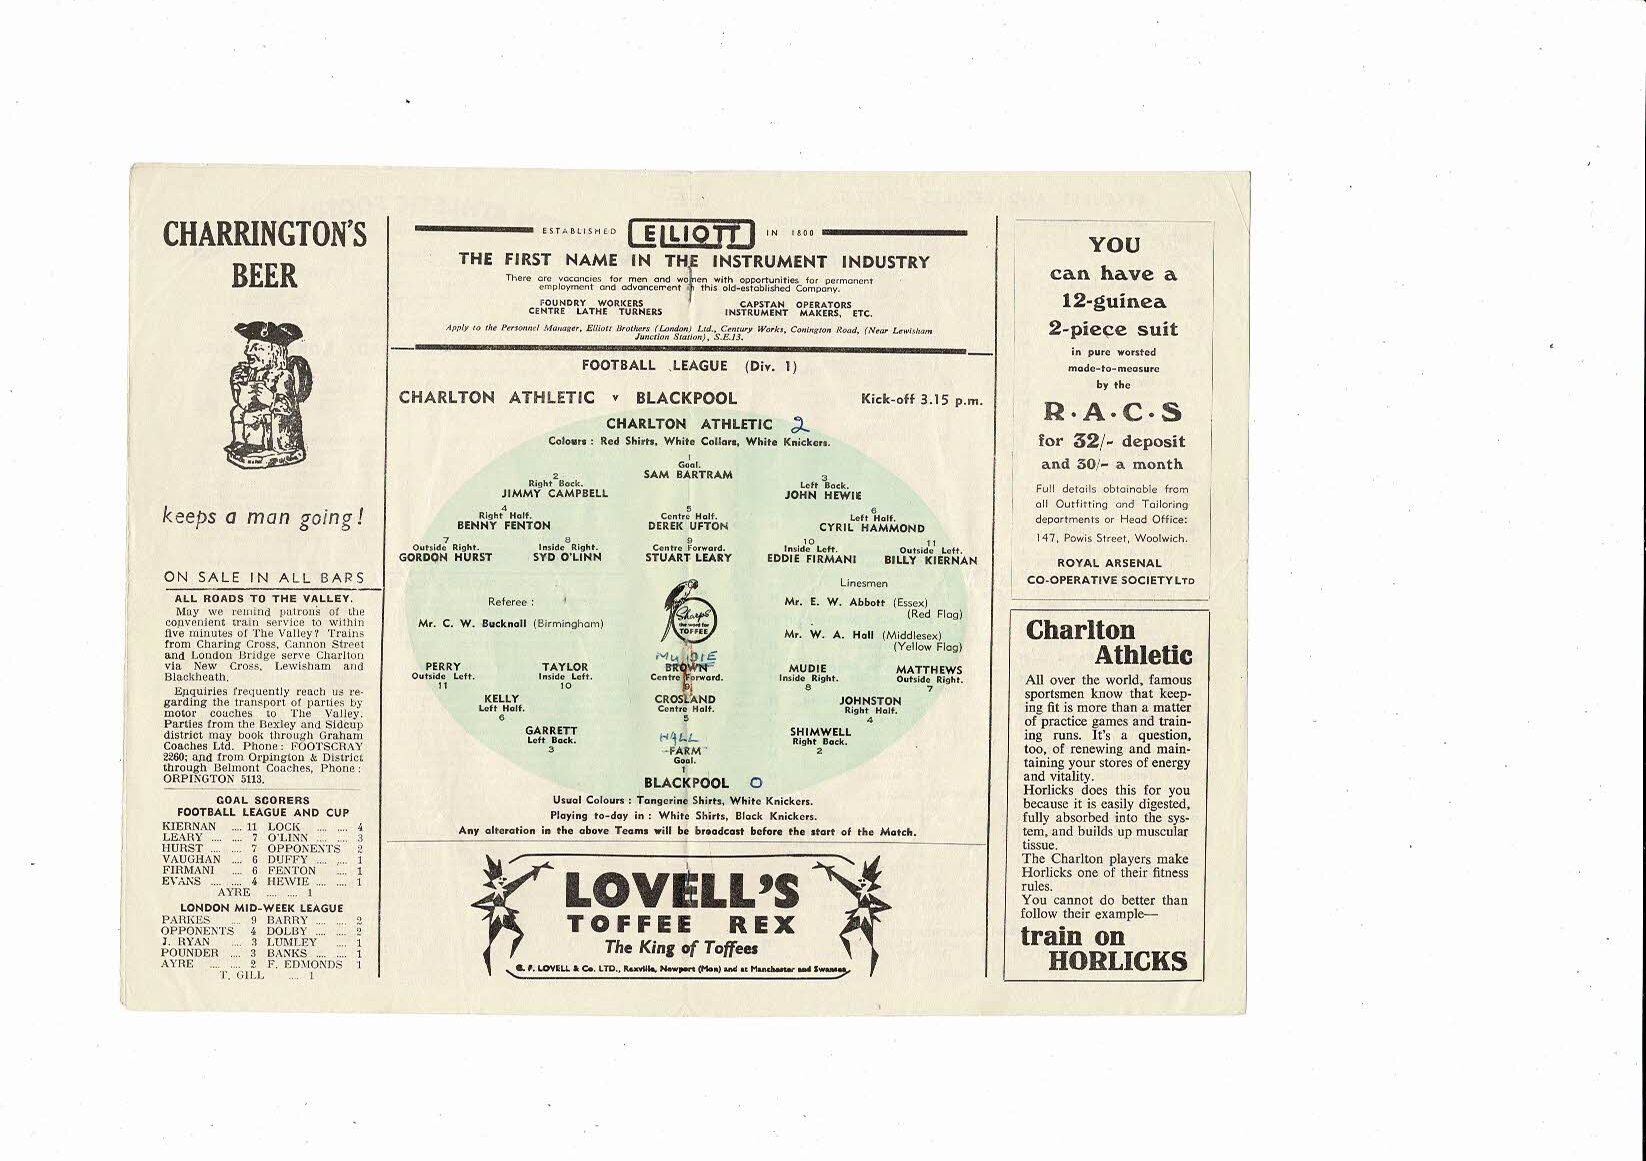 CHARRINGTON'S
BEER
keeps a man going!
ON SALE IN ALL BARS
ALL ROADS TO THE VALLEY.
May we remind patrons of the
convenient train service to within
five minutes of The Valley? Trains
from Charing Cross, Cannon Street
and London Bridge serve Charlton
via New Cross, Lewisham and
Blackheath.
Enquiries frequently reach us re-
garding the transport of parties by
motor coaches to The Valley.
Parties from the Bexley and Sidcup
district may book through Graham
Coaches Ltd. Phone: FOOTSCRAY
2260; and from Orpington & District
through Belmont Coaches, Phone:
ORPINGTON 5113.
GOAL SCORERS
FOOTBALL LEAGUE AND CUP
KIERNAN .... 11 LOCK .... .... 4
LEARY .... .... 7 O'LINN .... .... 3
HURST .... .... 7 OPPONENTS 2
VAUGHAN .... 6 DUFFY .... .... 1
FIRMANI .... 6 FENTON .... 1
EVANS .... .... 4 HEWIE .... .... 1
AYRE .... .... 1
LONDON MID-WEEK LEAGUE
PARKES .... 9 BARRY .... .... 2
OPPONENTS 4 DOLBY .... .... 2
J. RYAN .... 3 LUMLEY .... 1
POUNDER .... 3 BANKS .... .... 1
AYRE .... .... 2 F. EDMONDS 1
T. GILL .... 1
ESTABLISHED ELLIOTT IN 1800
THE FIRST NAME IN THE INSTRUMENT INDUSTRY
There are vacancies for men and women with opportunities for permanent
employment and advancement in this old-established Company.
FOUNDRY WORKERS CAPSTAN OPERATORS
CENTRE LATHE TURNERS INSTRUMENT MAKERS, ETC.
Apply to the Personnel Manager, Elliott Brothers (London) Ltd., Century Works, Conington Road, (Near Lewisham
Junction Station), S.E.13.
FOOTBALL LEAGUE (Div. 1)
CHARLTON ATHLETIC v BLACKPOOL Kick-off 3.15 p.m.
CHARLTON ATHLETIC 2
Colours : Red Shirts, White Collars, White Knickers.
1
Goal.
SAM BARTRAM
2 3
Right Back. Left Back.
JIMMY CAMPBELL JOHN HEWIE
4 5 6
Right Half. Centre Half. Left Half.
BENNY FENTON DEREK UFTON CYRIL HAMMOND
7 8 9 10 11
Outside Right. Inside Right. Centre Forward. Inside Left. Outside Left.
GORDON HURST SYD O'LINN STUART LEARY EDDIE FIRMANI BILLY KIERNAN
Linesmen
Referee : Mr. E. W. Abbott (Essex)
(Red Flag)
Sharps
the word for
TOFFEE
Mr. C. W. Bucknall (Birmingham) Mr. W. A. Hall (Middlesex)
(Yellow Flag)
MUDIE
PERRY TAYLOR BROWN MUDIE MATTHEWS
Outside Left. Inside Left. Centre Forward. Inside Right. Outside Right.
11 10 9 8 7
KELLY CROSLAND JOHNSTON
Left Half. Centre Half. Right Half.
6 5 4
GARRETT HALL SHIMWELL
Left Back. FARM Right Back.
3 Goal. 2
1
BLACKPOOL 0
Usual Colours : Tangerine Shirts, White Knickers.
Playing to-day in : White Shirts, Black Knickers.
Any alteration in the above Teams will be broadcast before the start of the Match.
LOVELL'S
TOFFEE REX
The King of Toffees
G. F. LOVELL & Co. LTD., Rexville, Newport (Mon) and at Manchester and Swansea.
YOU
can have a
12-guinea
2-piece suit
in pure worsted
made-to-measure
by the
R·A·C·S
for 32/- deposit
and 30/- a month
Full details obtainable from
all Outfitting and Tailoring
departments or Head Office:
147, Powis Street, Woolwich.
ROYAL ARSENAL
CO-OPERATIVE SOCIETY LTD
Charlton
Athletic
All over the world, famous
sportsmen know that keep-
ing fit is more than a matter
of practice games and train-
ing runs. It's a question,
too, of renewing and main-
taining your stores of energy
and vitality.
Horlicks does this for you
because it is easily digested,
fully absorbed into the sys-
tem, and builds up muscular
tissue.
The Charlton players make
Horlicks one of their fitness
rules.
You cannot do better than
follow their example—
train on
HORLICKS